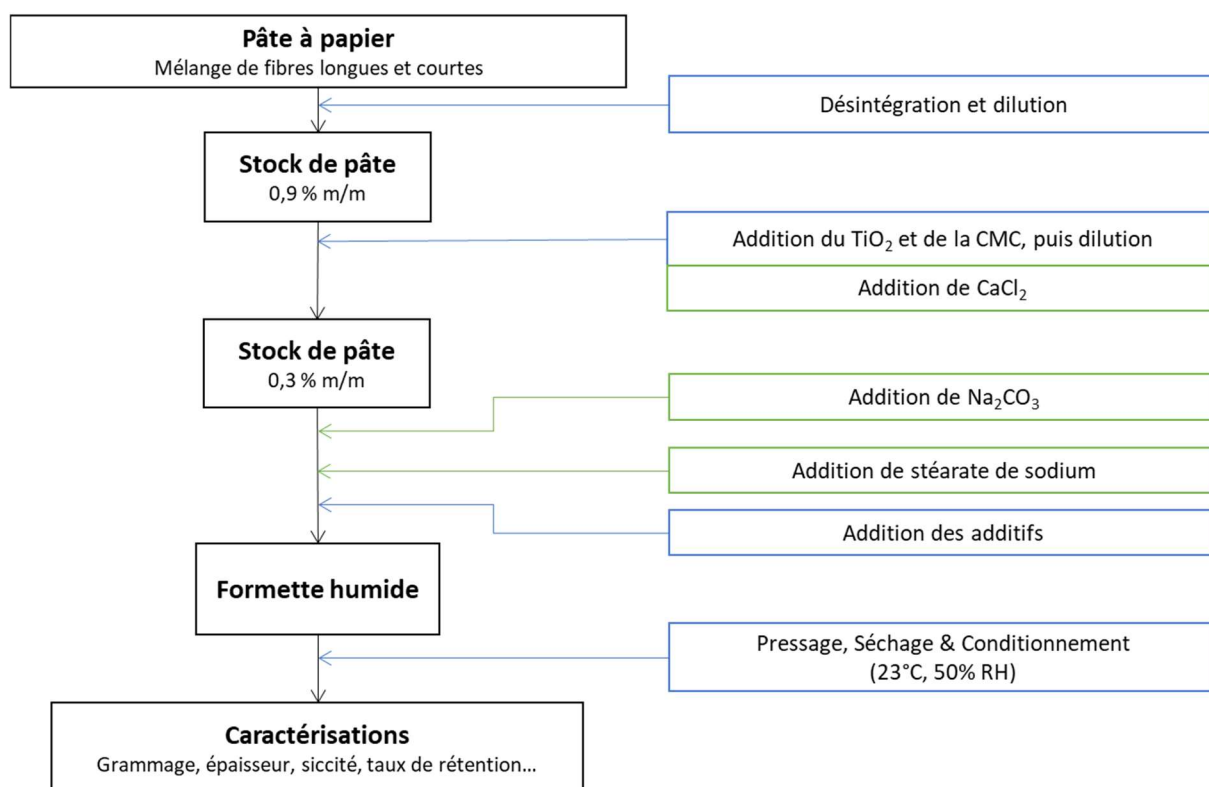 Pâte à papier
Mélange de fibres longues et courtes
Désintégration et dilution
Stock de pâte
0,9 % m/m
Addition du TiO₂ et de la CMC, puis dilution
Addition de CaCl₂
Stock de pâte
0,3 % m/m
Addition de Na₂CO₃
Addition de stéarate de sodium
Addition des additifs
Formette humide
Pressage, Séchage & Conditionnement
(23°C, 50% RH)
Caractérisations
Grammage, épaisseur, siccité, taux de rétention...